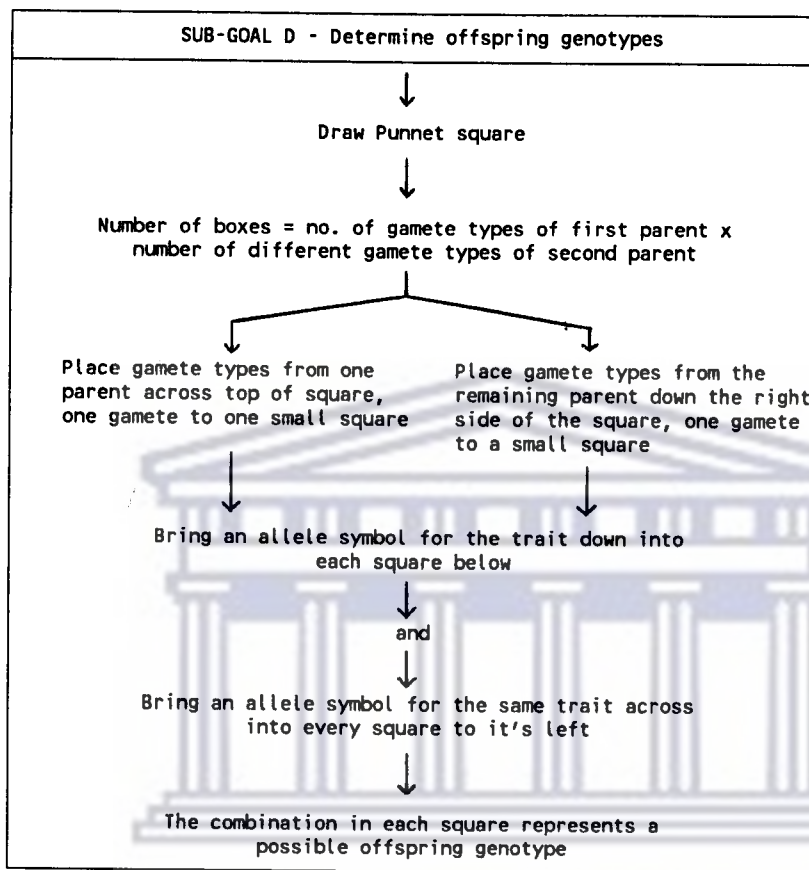 SUB-GOAL D - Determine offspring genotypes
Draw Punnet square
Number of boxes = no. of gamete types of first parent x
number of different gamete types of second parent
Place gamete types from one
parent across top of square,
one gamete to one small square
Place gamete types from the
remaining parent down the right
side of the square, one gamete
to a small square
Bring an allele symbol for the trait down into
each square below
and
Bring an allele symbol for the same trait across
into every square to it's left
The combination in each square represents a
possible offspring genotype